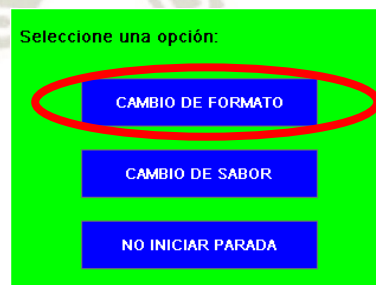 Seleccione una opción:
CAMBIO DE FORMATO
CAMBIO DE SABOR
NO INICIAR PARADA